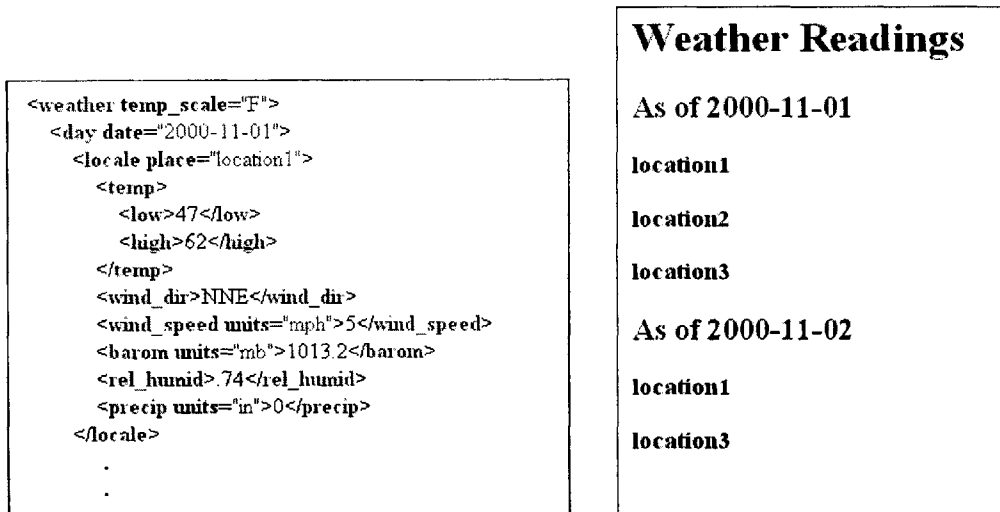 <weather temp_scale="F">
<day date="2000-11-01">
<locale place="location1">
<temp>
<low>47</low>
<high>62</high>
</temp>
<wind_dir>NNE</wind_dir>
<wind_speed units="mph">5</wind_speed>
<barom units="mb">1013.2</barom>
<rel_humid>.74</rel_humid>
<precip units="in">0</precip>
</locale>
.
.
Weather Readings
As of 2000-11-01
location1
location2
location3
As of 2000-11-02
location1
location3